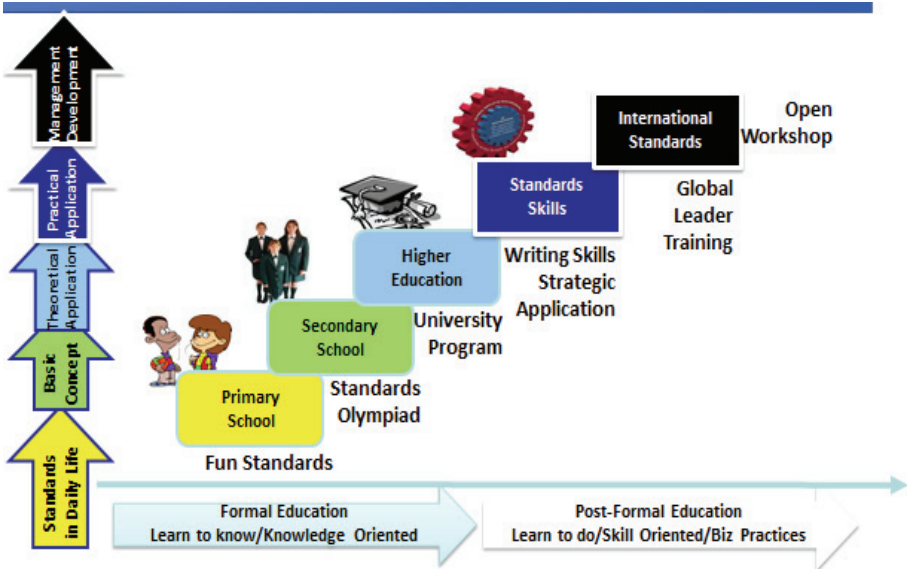 Management
Development
Practical
Application
Theoretical
Application
Basic
Concept
Standards
in Daily Life
International
Standards
Open
Workshop
Global
Leader
Training
Standards
Skills
Writing Skills
Strategic
Application
Higher
Education
University
Program
Secondary
School
Standards
Olympiad
Primary
School
Fun Standards
Formal Education
Learn to know/Knowledge Oriented
Post-Formal Education
Learn to do/Skill Oriented/Biz Practices